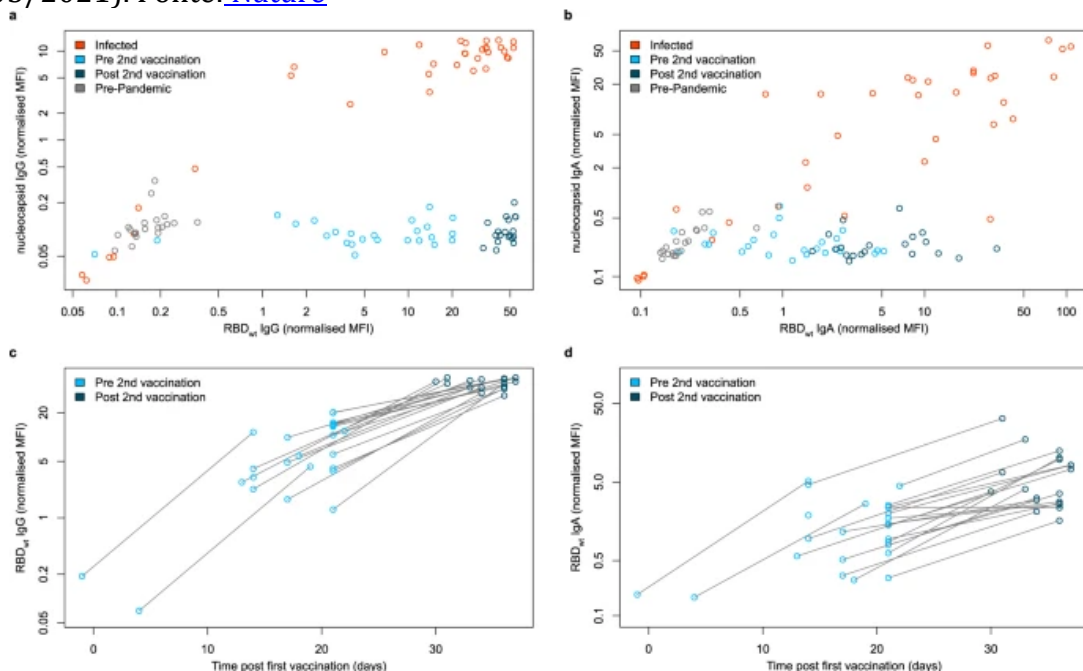 Fonte: Nature
a
nucleocapsid IgG (normalised MFI)
10
5
2
1
0.5
0.2
0.05
Infected
Pre 2nd vaccination
Post 2nd vaccination
Pre-Pandemic
0.05 0.1 0.2 0.5 1 2 5 10 20 50
RBDwt IgG (normalised MFI)
b
nucleocapsid IgA (normalised MFI)
50
20
5
2
0.5
0.1
Infected
Pre 2nd vaccination
Post 2nd vaccination
Pre-Pandemic
0.1 0.5 1 5 10 50 100
RBDwt IgA (normalised MFI)
c
RBDwt IgG (normalised MFI)
20
5
1
0.2
0.05
Pre 2nd vaccination
Post 2nd vaccination
0 10 20 30
Time post first vaccination (days)
d
RBDwt IgA (normalised MFI)
50.0
5.0
0.5
0.1
Pre 2nd vaccination
Post 2nd vaccination
0 10 20 30
Time post first vaccination (days)